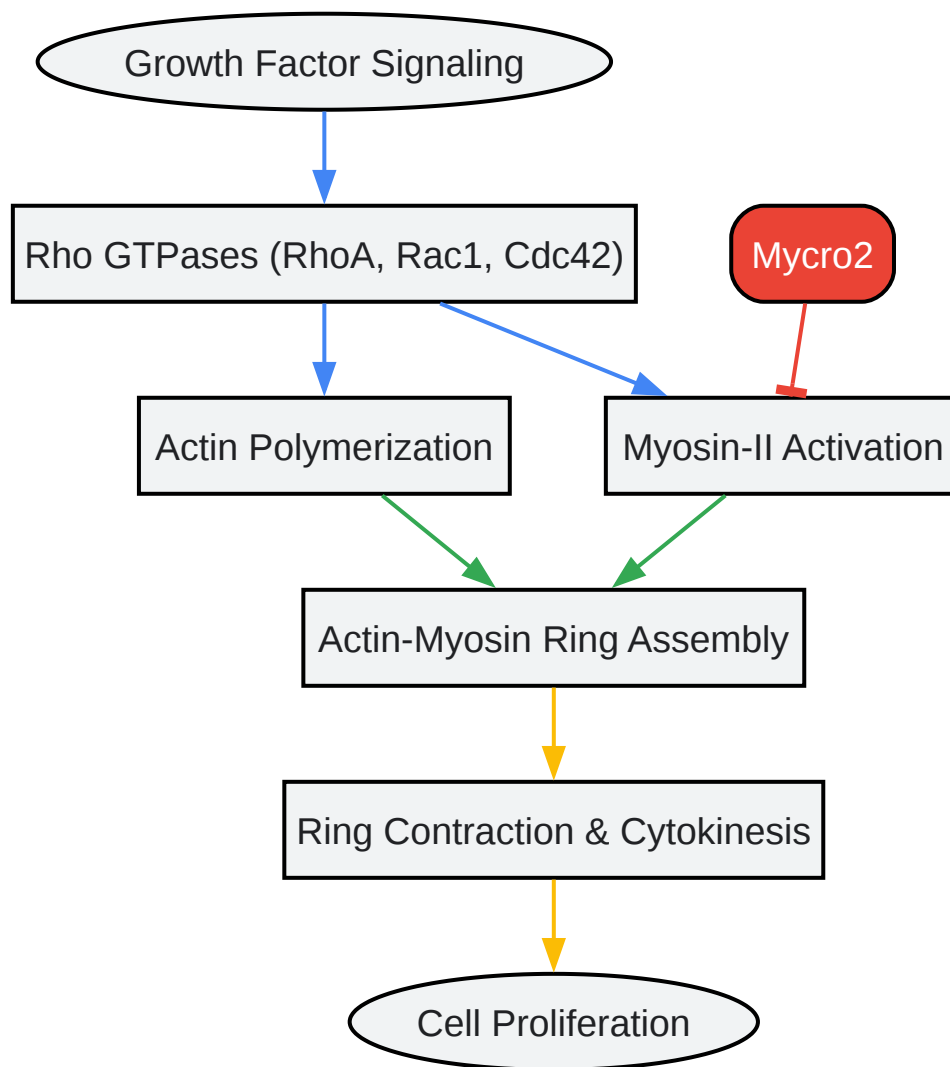 Growth Factor Signaling
Rho GTPases (RhoA, Rac1, Cdc42)
Mycro2
Actin Polymerization
Myosin-II Activation
Actin-Myosin Ring Assembly
Ring Contraction & Cytokinesis
Cell Proliferation